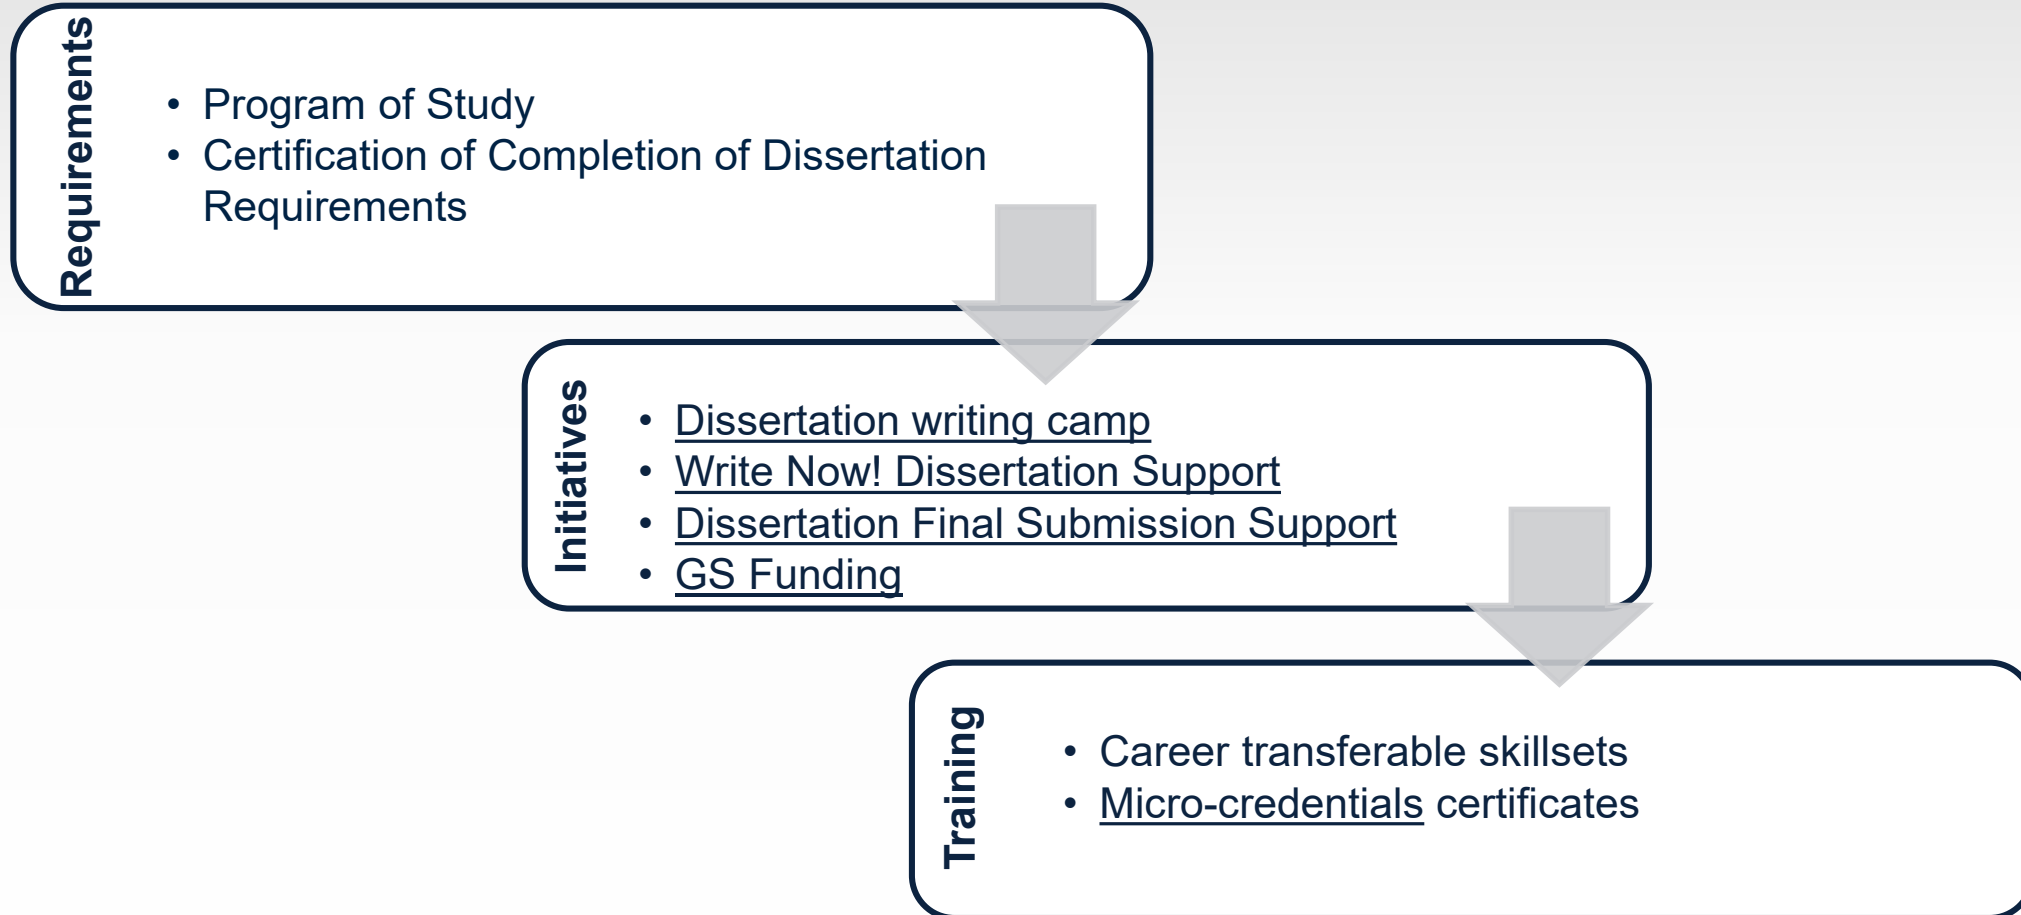 Requirements
• Program of Study
• Certification of Completion of Dissertation
Requirements
Initiatives
• Dissertation writing camp
• Write Now! Dissertation Support
• Dissertation Final Submission Support
• GS Funding
Training
• Career transferable skillsets
• Micro-credentials certificates